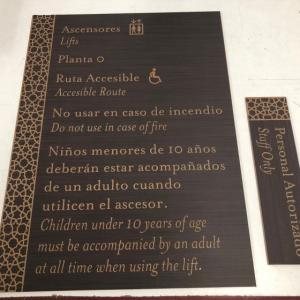 Ascensores
Lifts
Planta 0
Ruta Accesible
Accesible Route
No usar en caso de incendio
Do not use in case of fire
Niños menores de 10 años
deberán estar acompañados
de un adulto cuando
utilicen el ascesor.
Children under 10 years of age
must be accompanied by an adult
at all time when using the lift.
Personal Autorizado
Staff Only